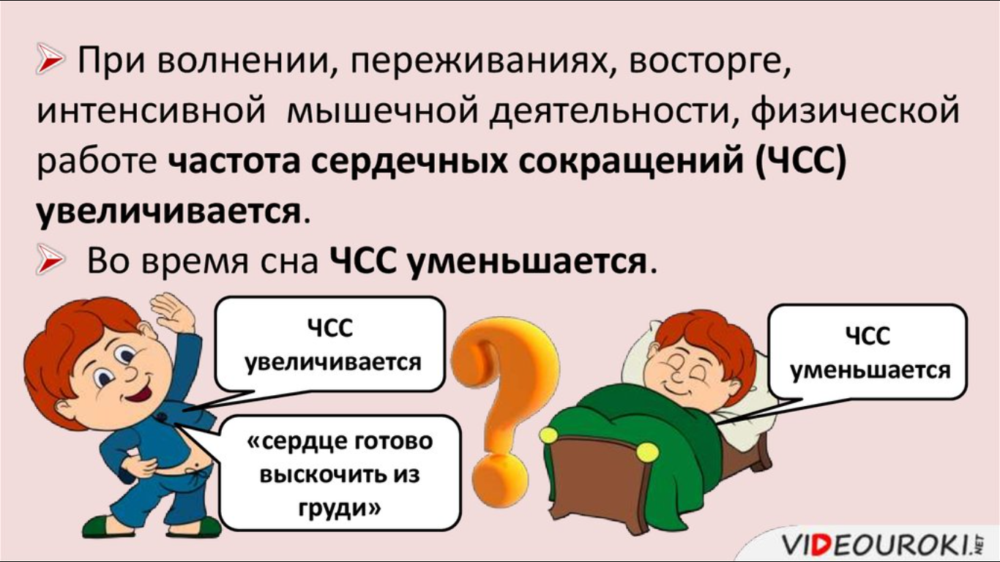 При волнении, переживаниях, восторге,
интенсивной мышечной деятельности, физической
работе частота сердечных сокращений (ЧСС)
увеличивается.
Во время сна ЧСС уменьшается.
ЧСС
увеличивается
«сердце готово
выскочить из
груди»
?
ЧСС
уменьшается
VIDEOUROKI.NET